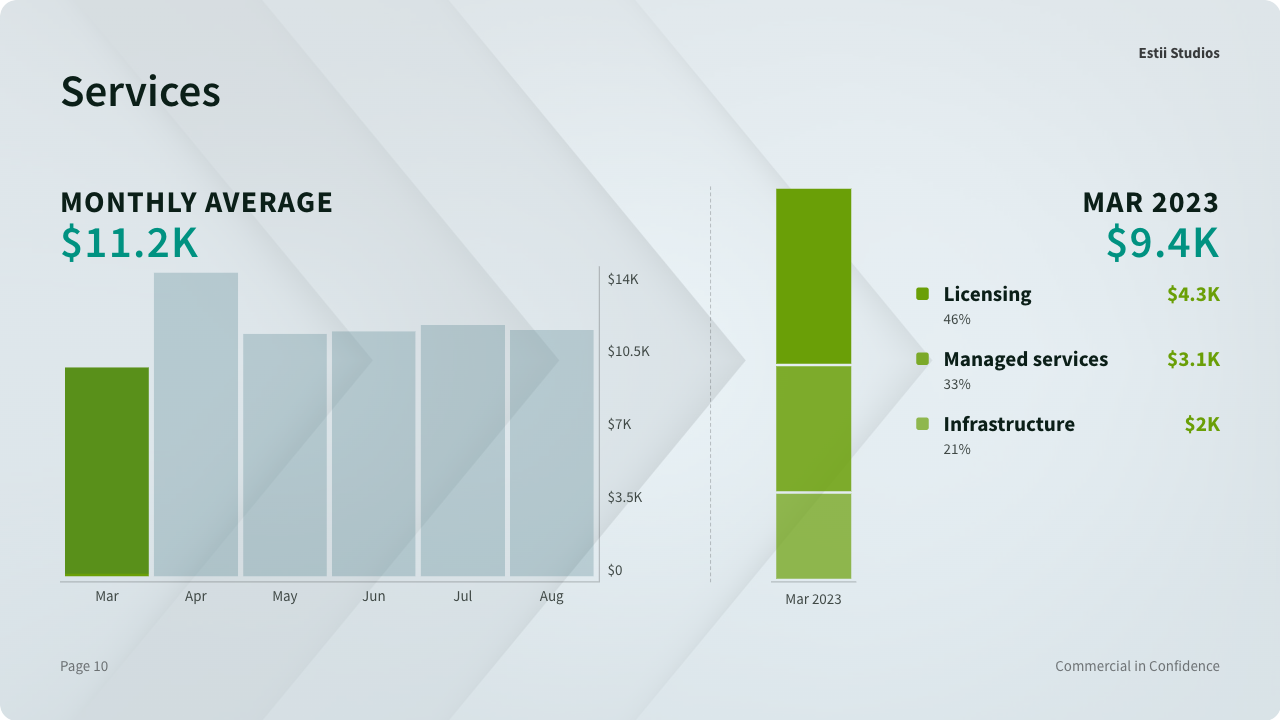 Estii Studios
Services
MONTHLY AVERAGE
$11.2K
$14K
$10.5K
$7K
$3.5K
$0
Mar Apr May Jun Jul Aug
Mar 2023
MAR 2023
$9.4K
Licensing $4.3K
46%
Managed services $3.1K
33%
Infrastructure $2K
21%
Page 10
Commercial in Confidence